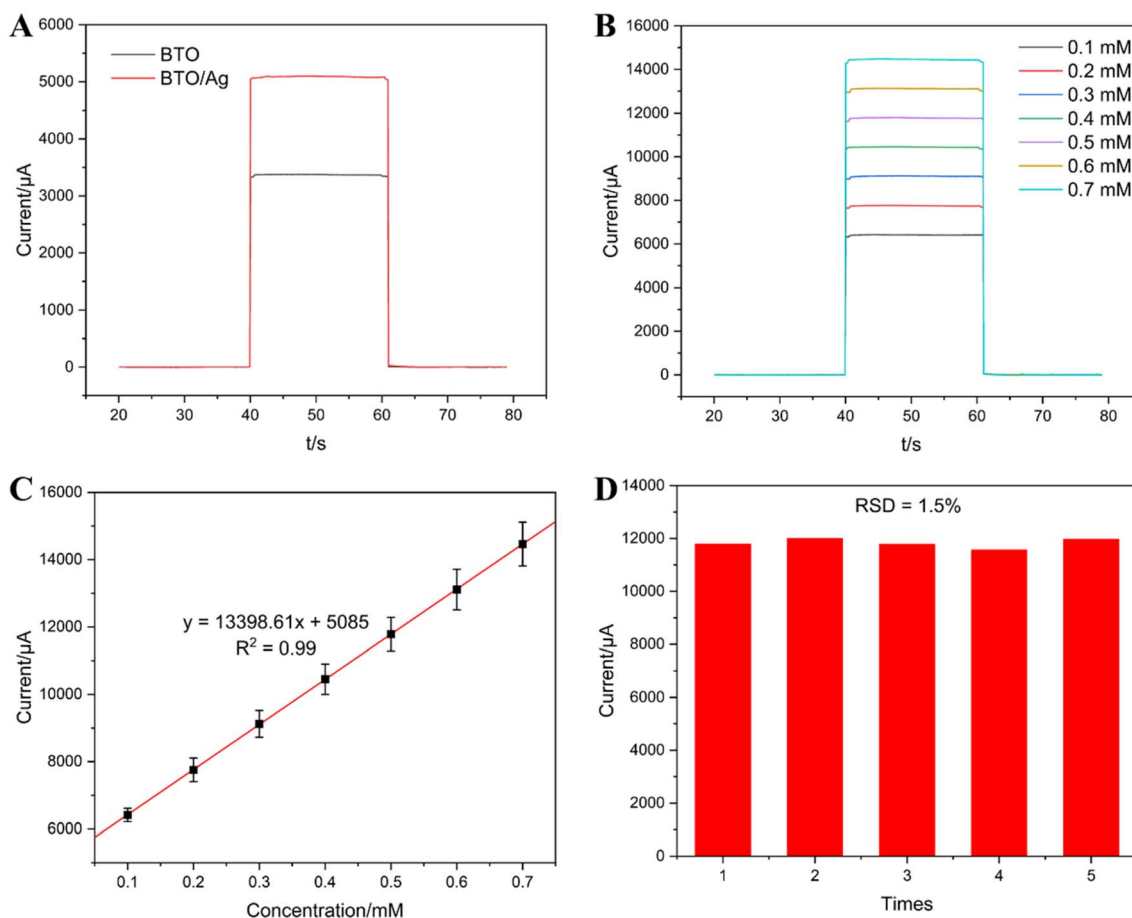 A
6000
5000
4000
3000
2000
1000
0
Current/µA
BTO
BTO/Ag
20 30 40 50 60 70 80
t/s
B
14000
12000
10000
8000
6000
4000
2000
0
Current/µA
0.1 mM
0.2 mM
0.3 mM
0.4 mM
0.5 mM
0.6 mM
0.7 mM
20 30 40 50 60 70 80
t/s
C
16000
14000
12000
10000
8000
6000
Current/µA
y = 13398.61x + 5085
R² = 0.99
0.1 0.2 0.3 0.4 0.5 0.6 0.7
Concentration/mM
D
14000
12000
10000
8000
6000
4000
2000
0
Current/µA
RSD = 1.5%
1 2 3 4 5
Times